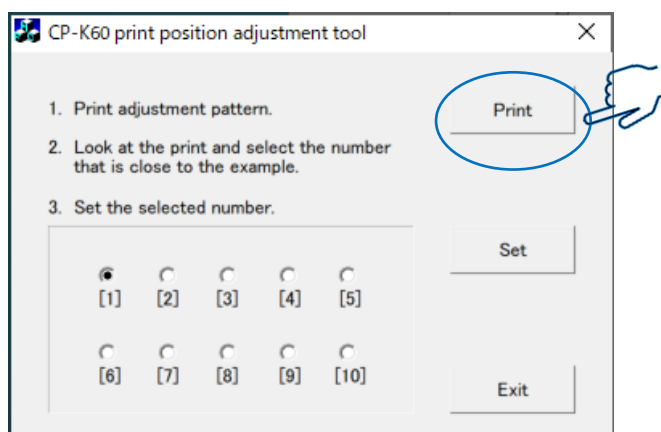 CP-K60 print position adjustment tool
1. Print adjustment pattern.
Print
2. Look at the print and select the number
that is close to the example.
3. Set the selected number.
Set
[1] [2] [3] [4] [5]
[6] [7] [8] [9] [10]
Exit